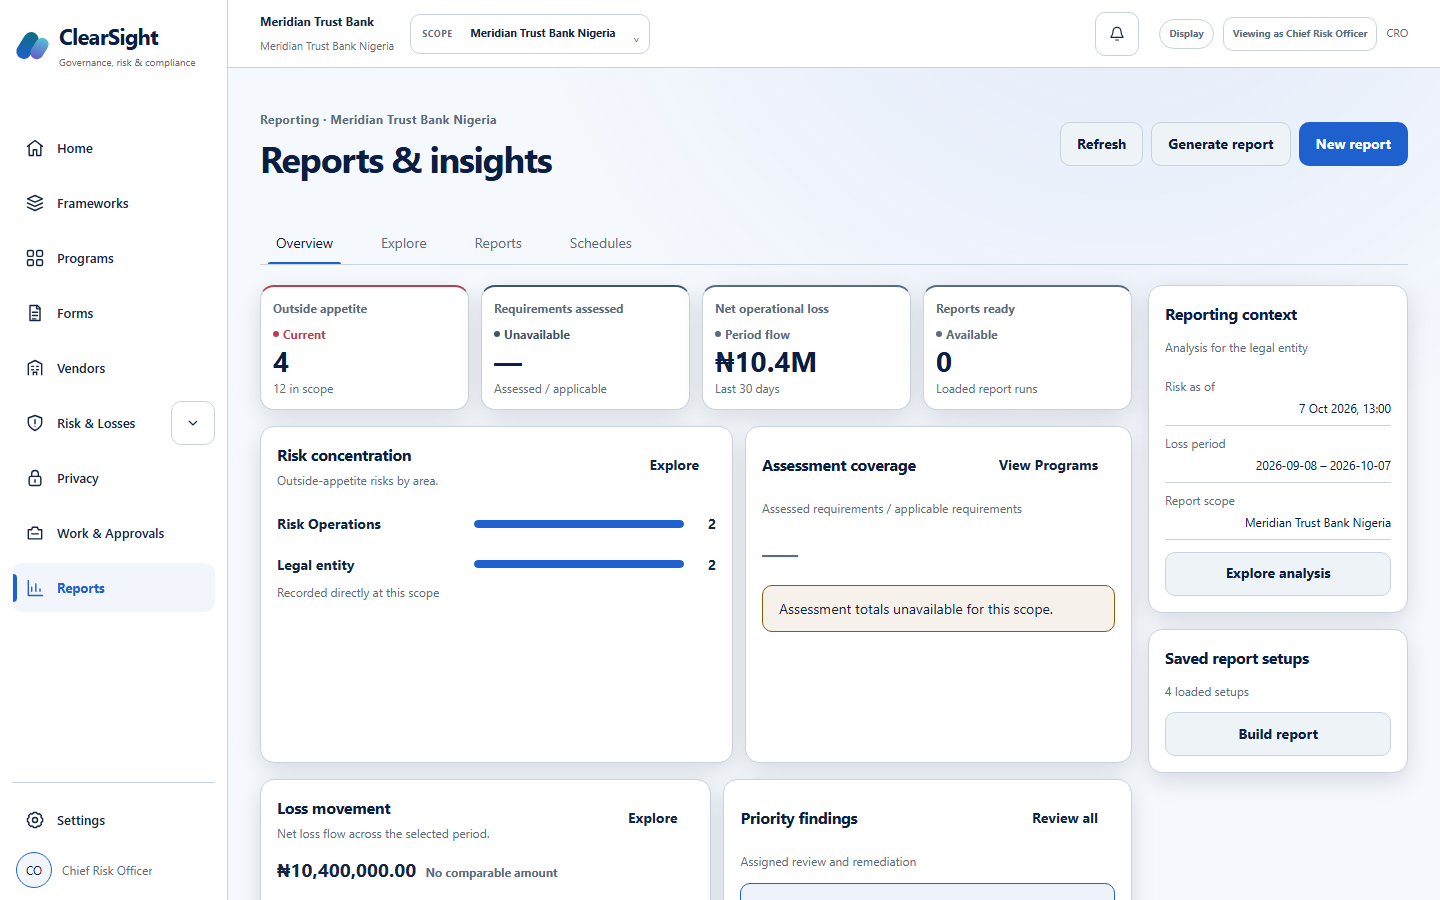 ClearSight
Governance, risk & compliance
Home
Frameworks
Programs
Forms
Vendors
Risk & Losses
Privacy
Work & Approvals
Reports
Settings
CO
Chief Risk Officer
Meridian Trust Bank
Meridian Trust Bank Nigeria
SCOPE
Meridian Trust Bank Nigeria
Display
Viewing as Chief Risk Officer
CRO
Reporting · Meridian Trust Bank Nigeria
Reports & insights
Refresh
Generate report
New report
Overview
Explore
Reports
Schedules
Outside appetite
Current
4
12 in scope
Requirements assessed
Unavailable
—
Assessed / applicable
Net operational loss
Period flow
₦10.4M
Last 30 days
Reports ready
Available
0
Loaded report runs
Risk concentration
Outside-appetite risks by area.
Explore
Risk Operations
2
Legal entity
2
Recorded directly at this scope
Assessment coverage
View Programs
Assessed requirements / applicable requirements
—
Assessment totals unavailable for this scope.
Loss movement
Net loss flow across the selected period.
Explore
₦10,400,000.00 No comparable amount
Priority findings
Review all
Assigned review and remediation
Reporting context
Analysis for the legal entity
Risk as of
7 Oct 2026, 13:00
Loss period
2026-09-08 – 2026-10-07
Report scope
Meridian Trust Bank Nigeria
Explore analysis
Saved report setups
4 loaded setups
Build report